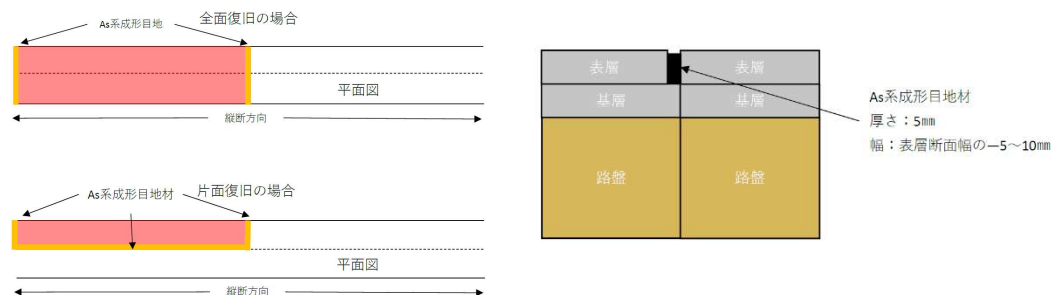 As系成形目地
全面復旧の場合
平面図
縦断方向
As系成形目地材
片面復旧の場合
平面図
縦断方向
表層
表層
基層
基層
路盤
路盤
As系成形目地材
厚さ：5㎜
幅：表層断面幅の―5～10㎜